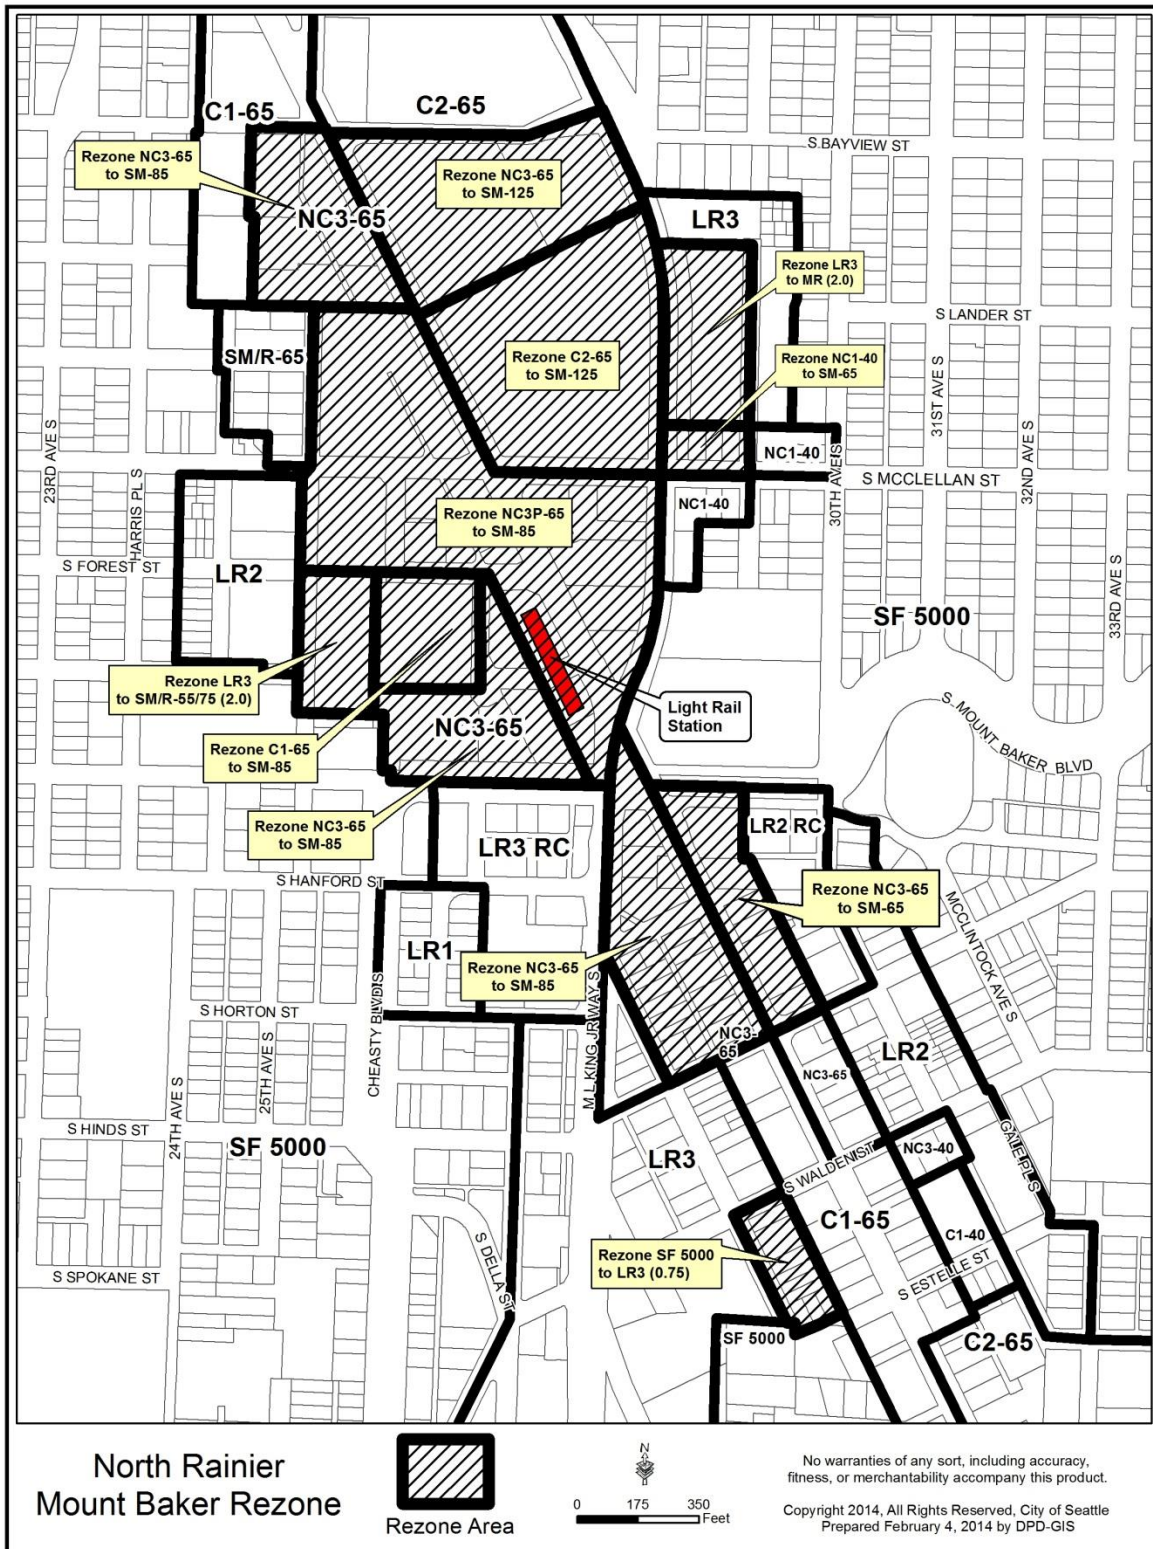 C1-65
C2-65
S BAYVIEW ST
Rezone NC3-65
to SM-85
Rezone NC3-65
to SM-125
NC3-65
LR3
Rezone LR3
to MR (2.0)
S LANDER ST
SM/R-65
Rezone C2-65
to SM-125
Rezone NC1-40
to SM-65
31ST AVE S
32ND AVE S
23RD AVE S
NC1-40
30TH AVE S
S MCCLELLAN ST
HARRIS PL S
Rezone NC3P-65
to SM-85
NC1-40
S FOREST ST
LR2
SF 5000
33RD AVE S
Rezone LR3
to SM/R-55/75 (2.0)
Light Rail
Station
S MOUNT BAKER BLVD
NC3-65
Rezone C1-65
to SM-85
Rezone NC3-65
to SM-85
LR3 RC
LR2 RC
S HANFORD ST
Rezone NC3-65
to SM-65
MCCLINTOCK AVE S
LR1
Rezone NC3-65
to SM-85
S HORTON ST
CHEASTY BLVD S
M L KING JR WAY S
25TH AVE S
24TH AVE S
NC3-
65
NC3-65
LR2
S HINDS ST
SF 5000
LR3
S WALDEN ST
NC3-40
GALE PL S
C1-65
C1-40
S DELLA ST
Rezone SF 5000
to LR3 (0.75)
S SPOKANE ST
S ESTELLE ST
SF 5000
C2-65
North Rainier
Mount Baker Rezone
Rezone Area
N
0 175 350
Feet
No warranties of any sort, including accuracy,
fitness, or merchantability accompany this product.
Copyright 2014, All Rights Reserved, City of Seattle
Prepared February 4, 2014 by DPD-GIS